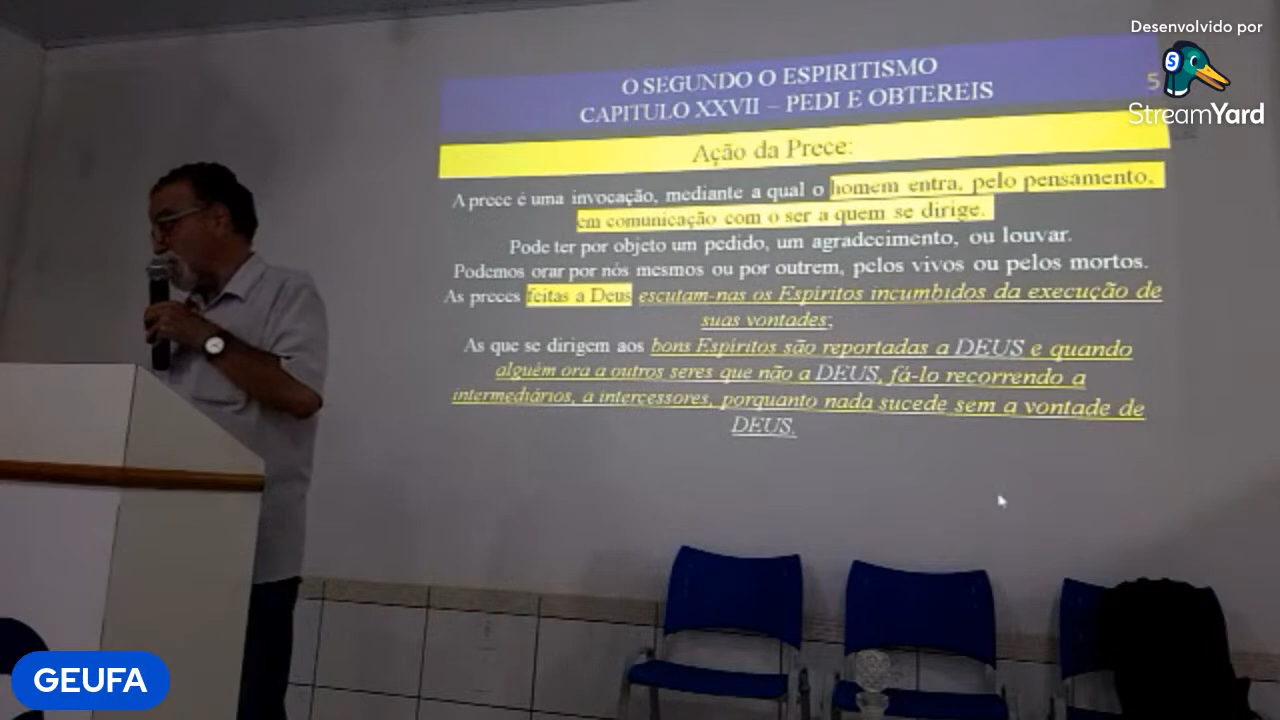 Desenvolvido por
StreamYard
O SEGUNDO O ESPIRITISMO
CAPITULO XXVII – PEDI E OBTEREIS
5
Ação da Prece:
A prece é uma invocação, mediante a qual o homem entra, pelo pensamento,
em comunicação com o ser a quem se dirige.
Pode ter por objeto um pedido, um agradecimento, ou louvar.
Podemos orar por nós mesmos ou por outrem, pelos vivos ou pelos mortos.
As preces feitas a Deus escutam-nas os Espíritos incumbidos da execução de
suas vontades;
As que se dirigem aos bons Espíritos são reportadas a DEUS e quando
alguém ora a outros seres que não a DEUS, fá-lo recorrendo a
intermediários, a intercessores, porquanto nada sucede sem a vontade de
DEUS.
GEUFA